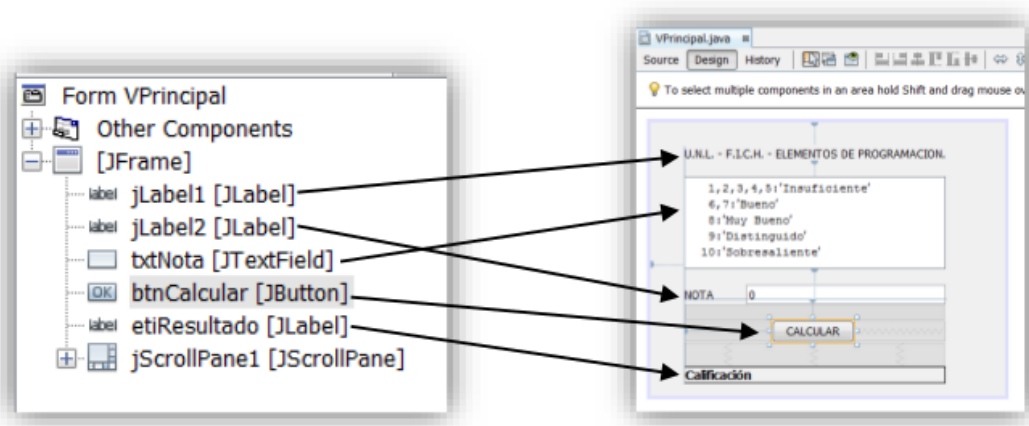 Form VPrincipal
Other Components
[JFrame]
label jLabel1 [JLabel]
label jLabel2 [JLabel]
txtNota [JTextField]
OK btnCalcular [JButton]
label etiResultado [JLabel]
jScrollPane1 [JScrollPane]
VPrincipal.java
Source Design History
To select multiple components in an area hold Shift and drag mouse ov
U.N.L. - F.I.C.H. - ELEMENTOS DE PROGRAMACION.
1,2,3,4,5:'Insuficiente'
6,7:'Bueno'
8:'Muy Bueno'
9:'Distinguido'
10:'Sobresaliente'
NOTA 0
CALCULAR
Calificación